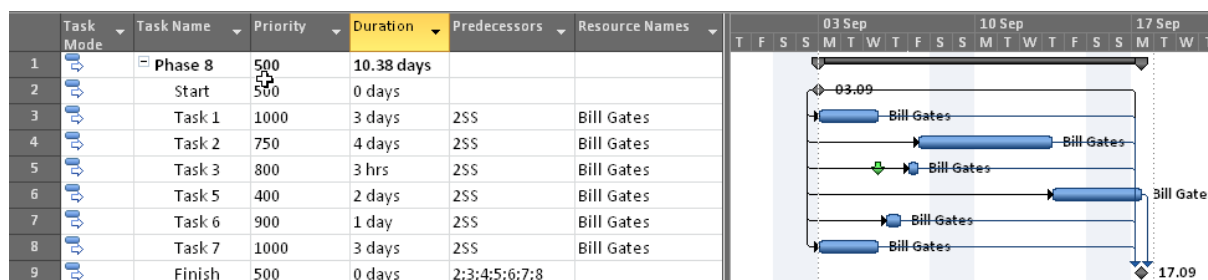 Task Mode Task Name Priority Duration Predecessors Resource Names 03 Sep 10 Sep 17 Sep
T F S S M T W T F S S M T W T F S S M T W T
1 Phase 8 500 10.38 days
2 Start 500 0 days 03.09
3 Task 1 1000 3 days 2SS Bill Gates Bill Gates
4 Task 2 750 4 days 2SS Bill Gates Bill Gates
5 Task 3 800 3 hrs 2SS Bill Gates Bill Gates
6 Task 5 400 2 days 2SS Bill Gates Bill Gate
7 Task 6 900 1 day 2SS Bill Gates Bill Gates
8 Task 7 1000 3 days 2SS Bill Gates Bill Gates
9 Finish 500 0 days 2;3;4;5;6;7;8 17.09